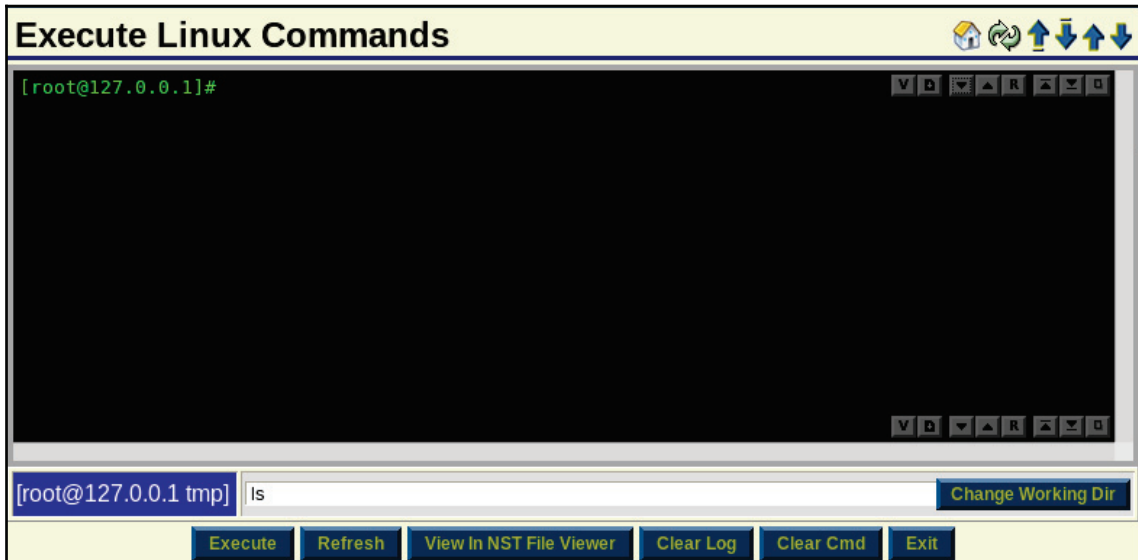 Execute Linux Commands
[root@127.0.0.1]#
V D R
V D R
[root@127.0.0.1 tmp] ls Change Working Dir
Execute Refresh View In NST File Viewer Clear Log Clear Cmd Exit